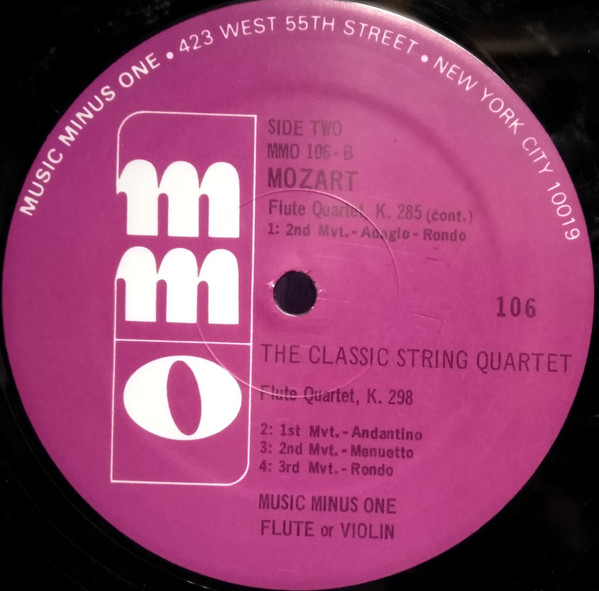 MUSIC MINUS ONE • 423 WEST 55TH STREET • NEW YORK CITY 10019
mmo
SIDE TWO
MMO 106-B
MOZART
Flute Quartet, K. 285 (cont.)
1: 2nd Mvt.-Adagio-Rondo
106
THE CLASSIC STRING QUARTET
Flute Quartet, K. 298
2: 1st Mvt.-Andantino
3: 2nd Mvt.-Menuetto
4: 3rd Mvt.-Rondo
MUSIC MINUS ONE
FLUTE or VIOLIN